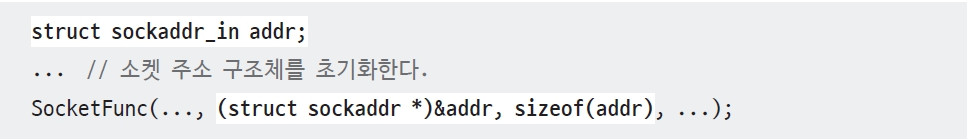 struct sockaddr_in addr;
... // 소켓 주소 구조체를 초기화한다.
SocketFunc(..., (struct sockaddr *)&addr, sizeof(addr), ...);